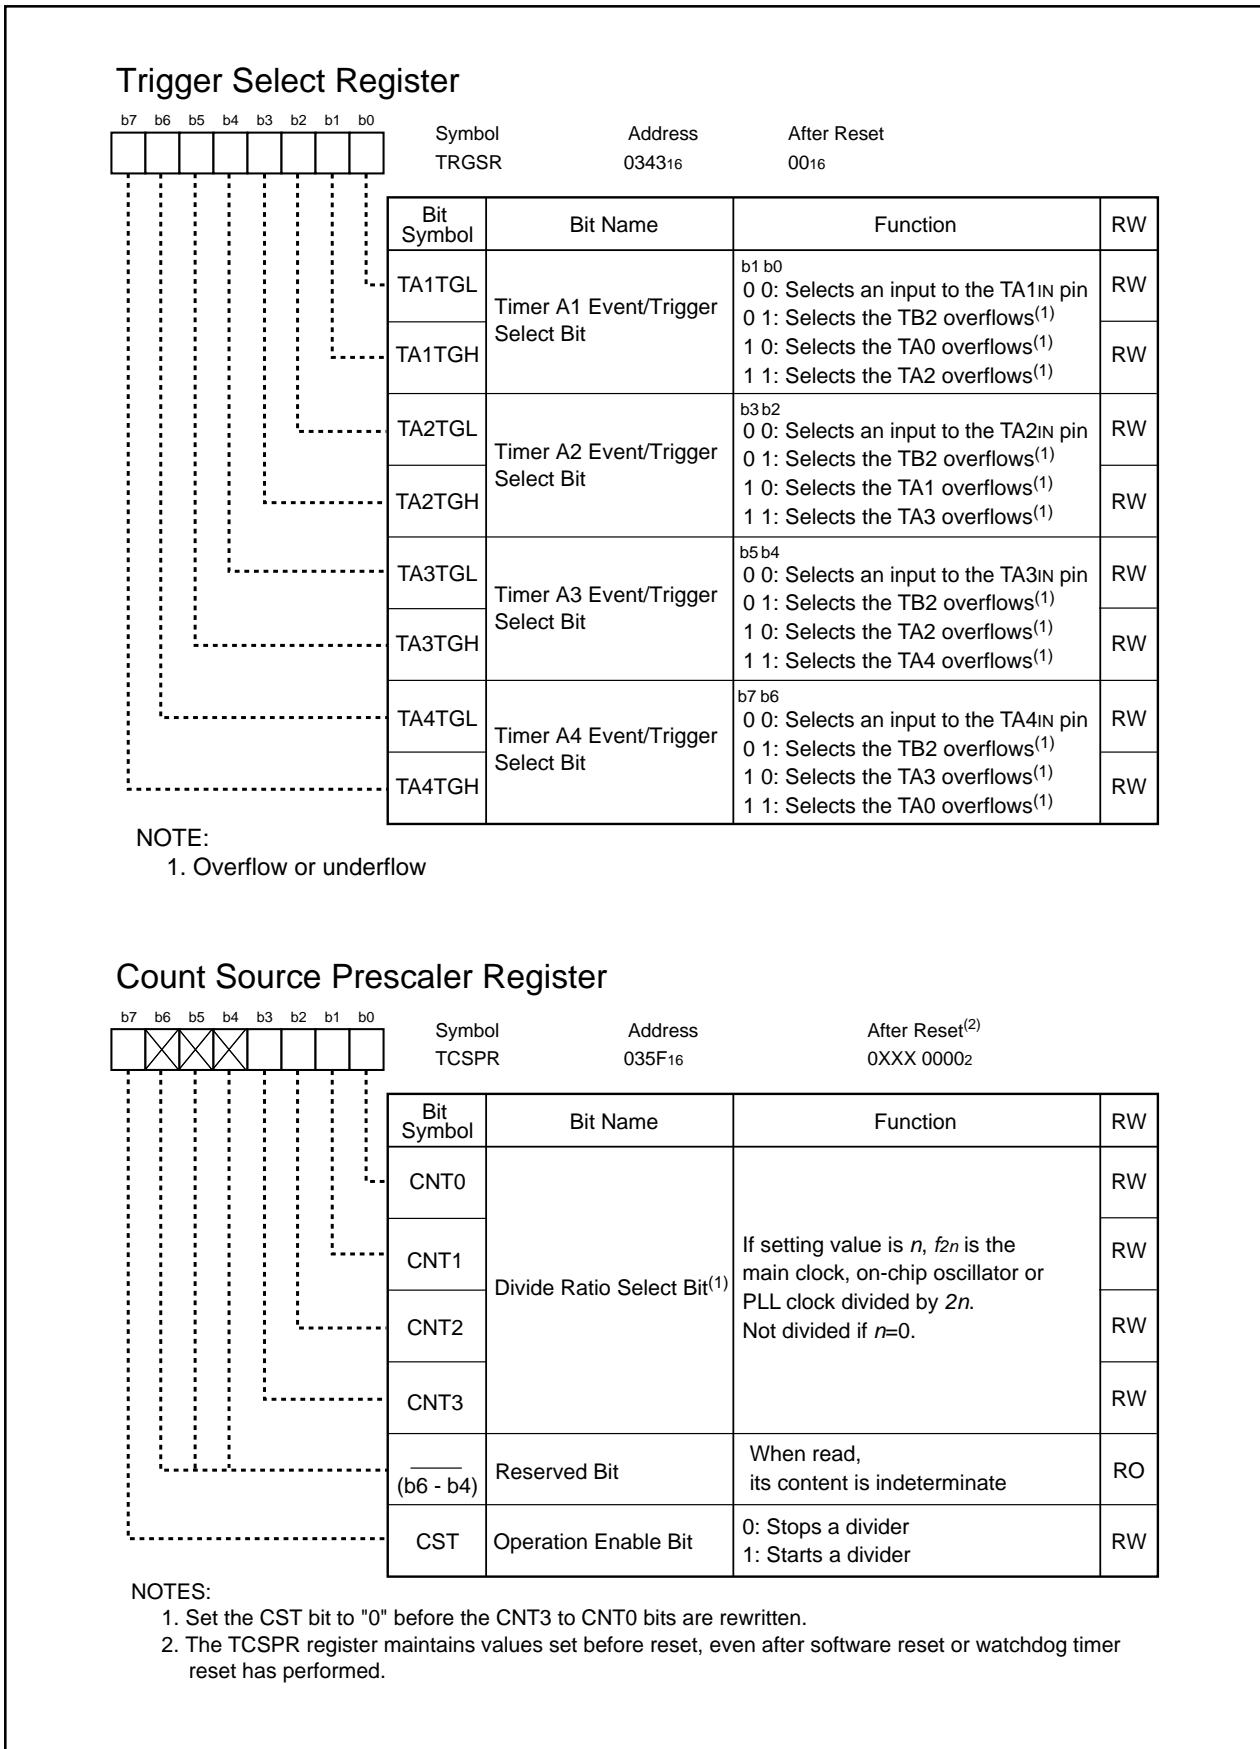 Trigger Select Register
b7 b6 b5 b4 b3 b2 b1 b0
Symbol Address After Reset
TRGSR 034316 0016
Bit Symbol Bit Name Function RW
b1 b0
TA1TGL Timer A1 Event/Trigger Select Bit 0 0: Selects an input to the TA1IN pin RW
0 1: Selects the TB2 overflows(1)
TA1TGH 1 0: Selects the TA0 overflows(1) RW
1 1: Selects the TA2 overflows(1)
b3 b2
TA2TGL Timer A2 Event/Trigger Select Bit 0 0: Selects an input to the TA2IN pin RW
0 1: Selects the TB2 overflows(1)
TA2TGH 1 0: Selects the TA1 overflows(1) RW
1 1: Selects the TA3 overflows(1)
b5 b4
TA3TGL Timer A3 Event/Trigger Select Bit 0 0: Selects an input to the TA3IN pin RW
0 1: Selects the TB2 overflows(1)
TA3TGH 1 0: Selects the TA2 overflows(1) RW
1 1: Selects the TA4 overflows(1)
b7 b6
TA4TGL Timer A4 Event/Trigger Select Bit 0 0: Selects an input to the TA4IN pin RW
0 1: Selects the TB2 overflows(1)
TA4TGH 1 0: Selects the TA3 overflows(1) RW
1 1: Selects the TA0 overflows(1)
NOTE:
1. Overflow or underflow
Count Source Prescaler Register
b7 b6 b5 b4 b3 b2 b1 b0
Symbol Address After Reset(2)
TCSPR 035F16 0XXX 00002
Bit Symbol Bit Name Function RW
CNT0 RW
CNT1 RW
Divide Ratio Select Bit(1)
If setting value is n, f2n is the
main clock, on-chip oscillator or
PLL clock divided by 2n.
Not divided if n=0.
CNT2 RW
CNT3 RW
(b6 - b4) Reserved Bit When read, RO
its content is indeterminate
CST Operation Enable Bit 0: Stops a divider RW
1: Starts a divider
NOTES:
1. Set the CST bit to "0" before the CNT3 to CNT0 bits are rewritten.
2. The TCSPR register maintains values set before reset, even after software reset or watchdog timer
reset has performed.